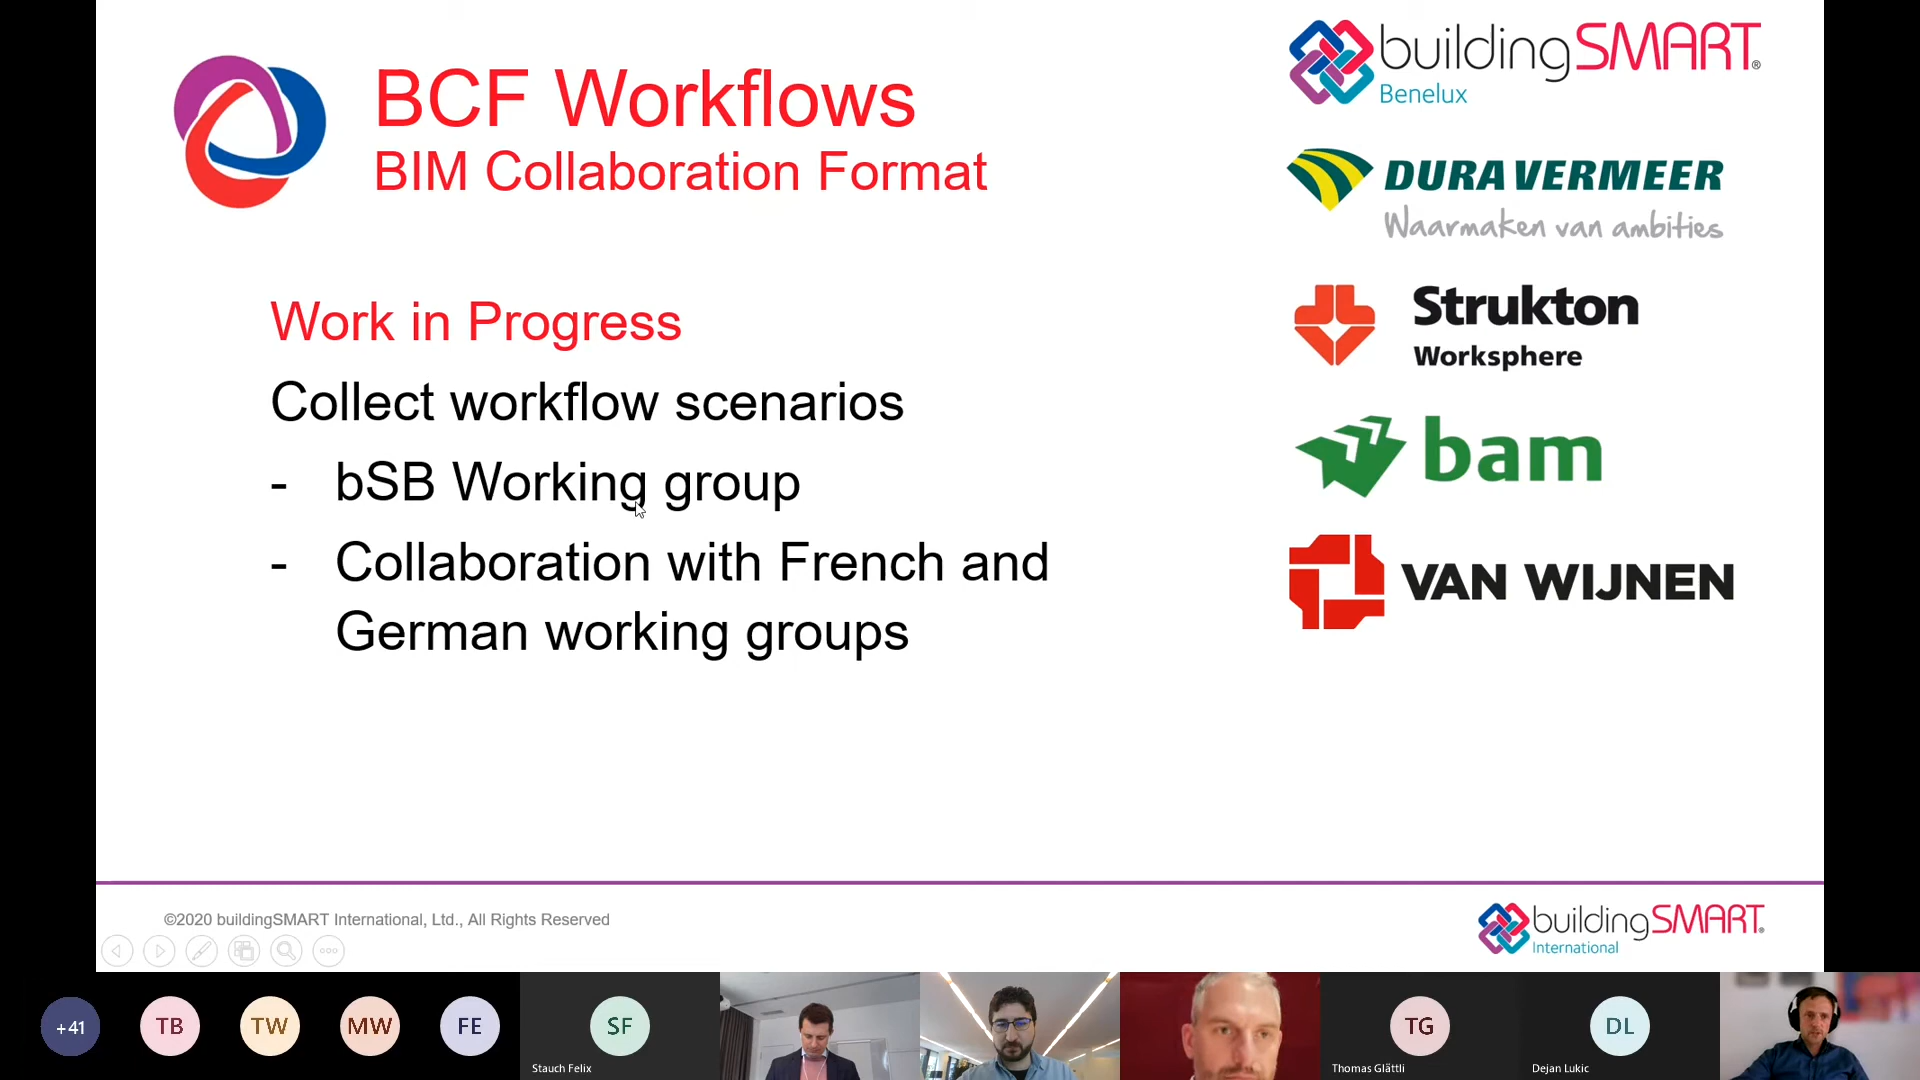 BCF Workflows
BIM Collaboration Format
Work in Progress
Collect workflow scenarios
- bSB Working group
- Collaboration with French and
German working groups
buildingSMART®
Benelux
DURA VERMEER
Waarmaken van ambities
Strukton
Worksphere
bam
VAN WIJNEN
©2020 buildingSMART International, Ltd., All Rights Reserved
buildingSMART®
International
+41
TB
TW
MW
FE
SF
Stauch Felix
TG
Thomas Glättli
DL
Dejan Lukic